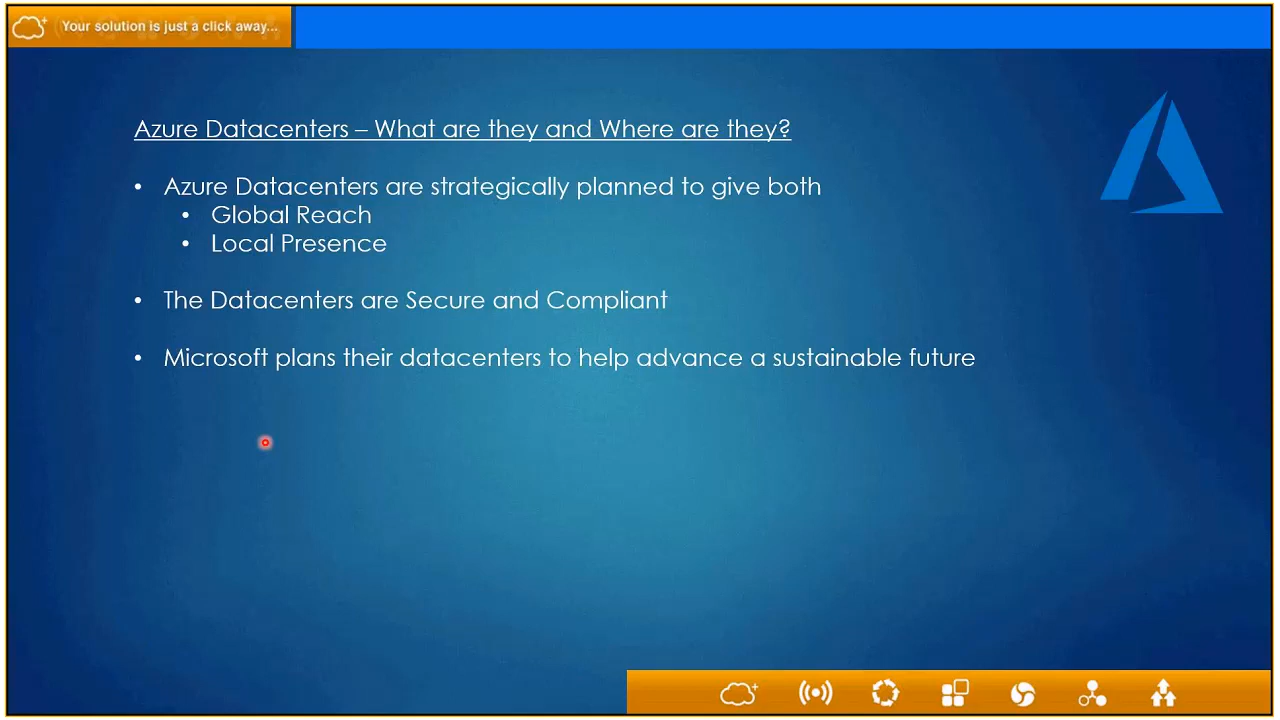 Your solution is just a click away...
Azure Datacenters – What are they and Where are they?
• Azure Datacenters are strategically planned to give both
• Global Reach
• Local Presence
• The Datacenters are Secure and Compliant
• Microsoft plans their datacenters to help advance a sustainable future